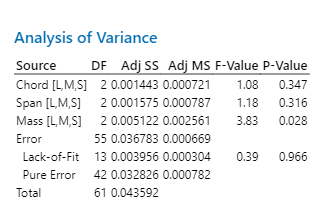 Analysis of Variance
Source DF Adj SS Adj MS F-Value P-Value
Chord [L,M,S] 2 0.001443 0.000721 1.08 0.347
Span [L,M,S] 2 0.001575 0.000787 1.18 0.316
Mass [L,M,S] 2 0.005122 0.002561 3.83 0.028
Error 55 0.036783 0.000669
Lack-of-Fit 13 0.003956 0.000304 0.39 0.966
Pure Error 42 0.032826 0.000782
Total 61 0.043592